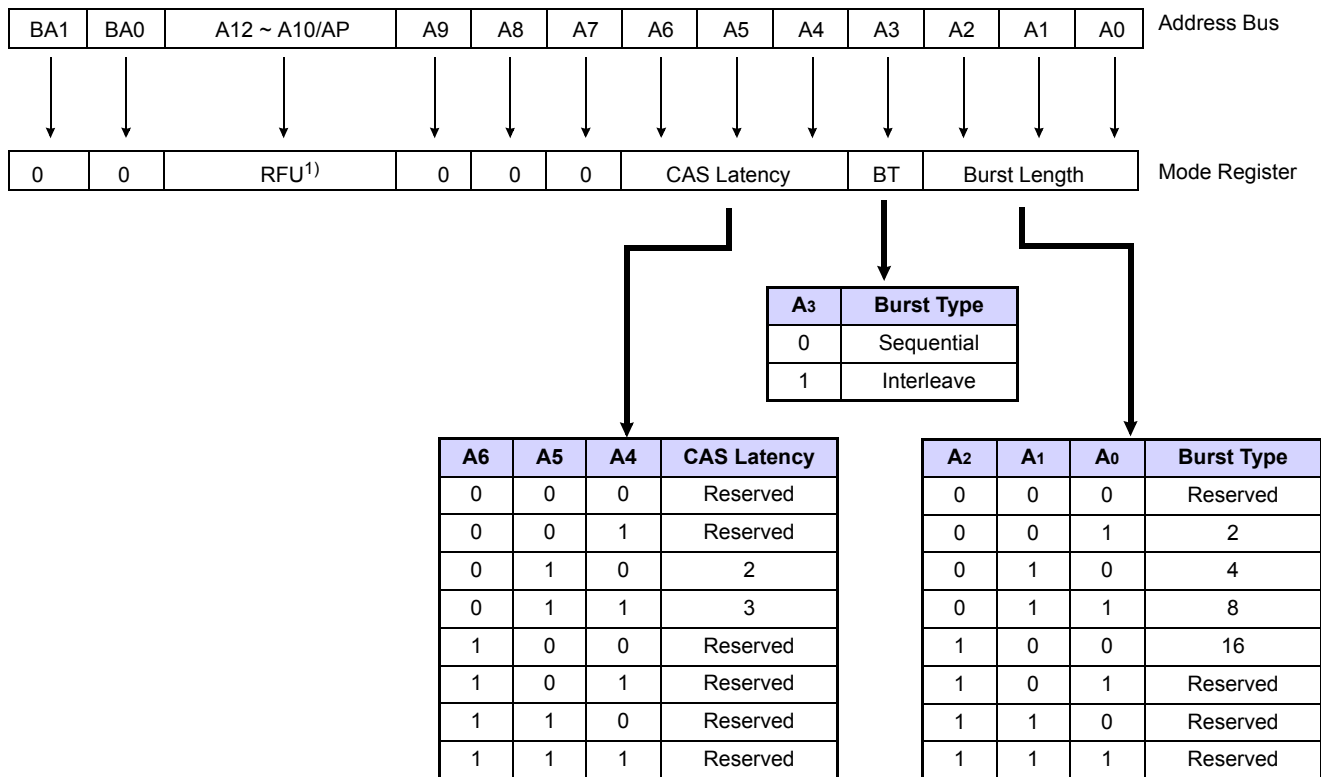 BA1 BA0 A12 ~ A10/AP A9 A8 A7 A6 A5 A4 A3 A2 A1 A0 Address Bus
0 0 RFU1) 0 0 0 CAS Latency BT Burst Length Mode Register
A3 Burst Type
0 Sequential
1 Interleave
A6 A5 A4 CAS Latency
0 0 0 Reserved
0 0 1 Reserved
0 1 0 2
0 1 1 3
1 0 0 Reserved
1 0 1 Reserved
1 1 0 Reserved
1 1 1 Reserved
A2 A1 A0 Burst Type
0 0 0 Reserved
0 0 1 2
0 1 0 4
0 1 1 8
1 0 0 16
1 0 1 Reserved
1 1 0 Reserved
1 1 1 Reserved